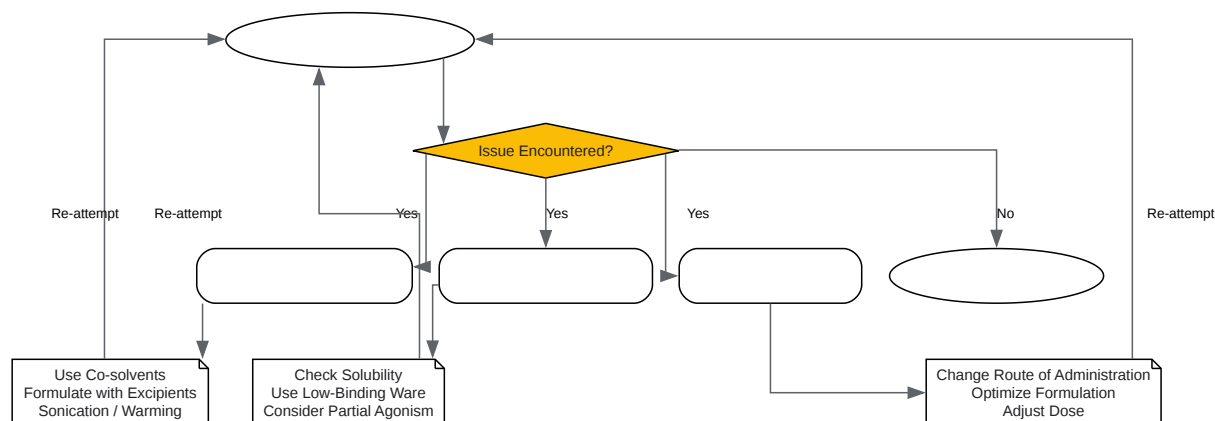 Issue Encountered?
Re-attempt
Re-attempt
Yes
Yes
Yes
No
Re-attempt
Use Co-solvents
Formulate with Excipients
Sonication / Warming
Check Solubility
Use Low-Binding Ware
Consider Partial Agonism
Change Route of Administration
Optimize Formulation
Adjust Dose